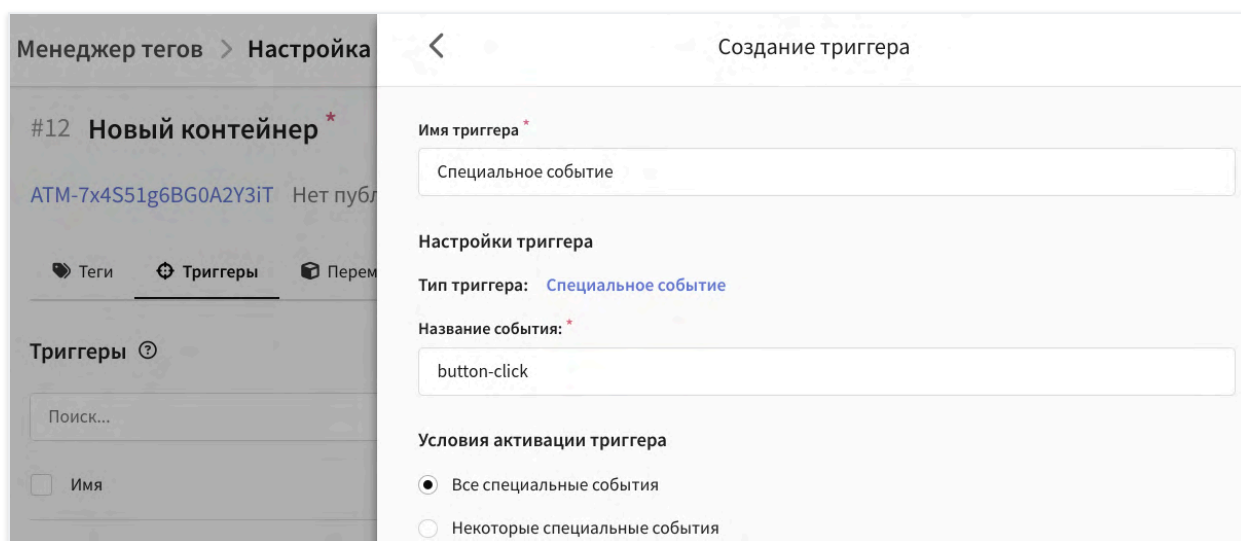 Менеджер тегов > Настройка
#12 Новый контейнер *
ATM-7x4S51g6BG0A2Y3iT Нет публ
Теги Триггеры Перем
Триггеры ?
Поиск...
Имя
Создание триггера
Имя триггера *
Специальное событие
Настройки триггера
Тип триггера: Специальное событие
Название события: *
button-click
Условия активации триггера
Все специальные события
Некоторые специальные события